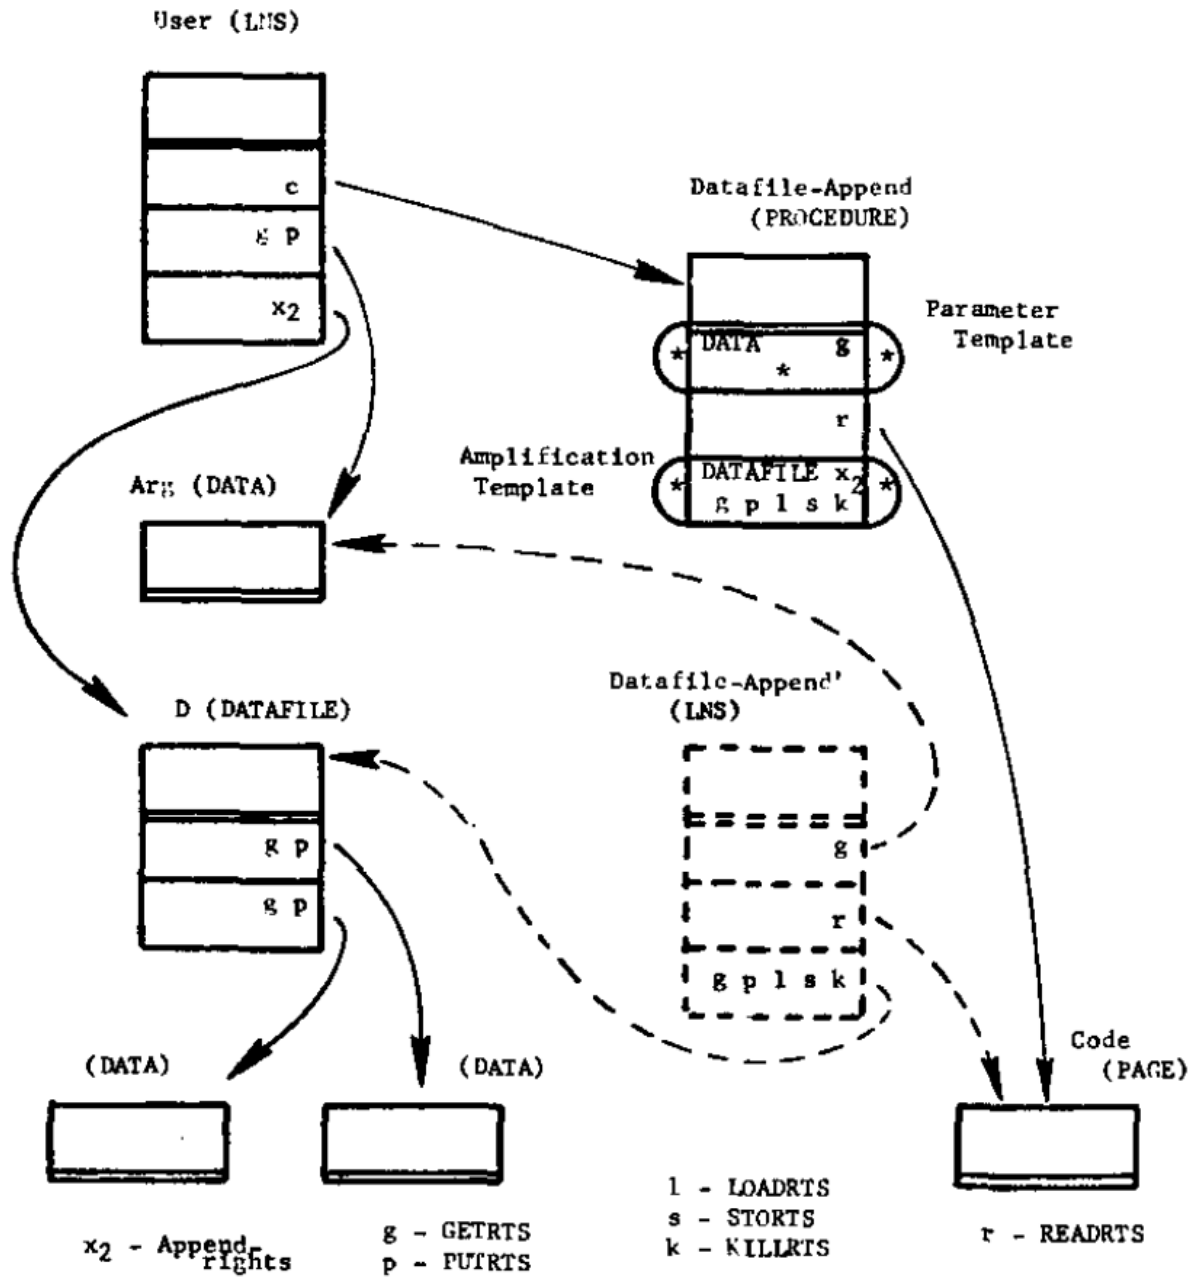 User (LNS)
c
g p
x2
Datafile-Append
(PROCEDURE)
Parameter
Template
* DATA g *
*
r
Amplification
Template
* DATAFILE x2 *
g p l s k
Arg (DATA)
D (DATAFILE)
g p
g p
Datafile-Append'
(LNS)
g
r
g p l s k
(DATA)
(DATA)
Code
(PAGE)
x2 - Append-
rights
g - GETRTS
p - PUTRTS
l - LOADRTS
s - STORTS
k - KILLRTS
r - READRTS